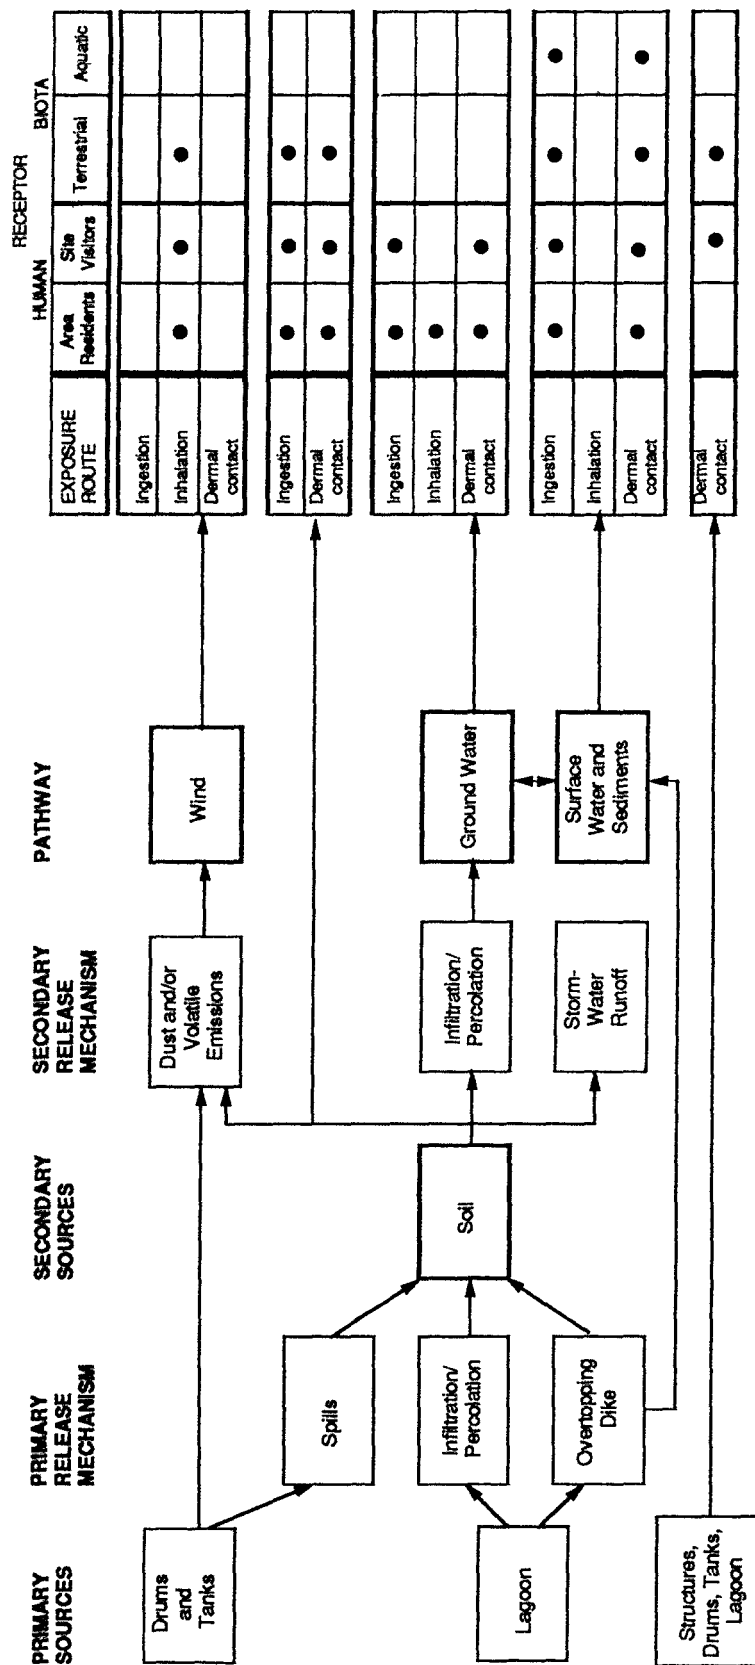 PRIMARY
SOURCES
PRIMARY
RELEASE
MECHANISM
SECONDARY
SOURCES
SECONDARY
RELEASE
MECHANISM
PATHWAY
RECEPTOR
HUMAN
BIOTA
EXPOSURE
ROUTE
Area
Residents
Site
Visitors
Terrestrial
Aquatic
Drums
and
Tanks
Dust and/or
Volatile
Emissions
Wind
Ingestion
Inhalation
Dermal
contact
Spills
Ingestion
Dermal
contact
Lagoon
Infiltration/
Percolation
Soil
Infiltration/
Percolation
Ground Water
Ingestion
Inhalation
Dermal
contact
Overtopping
Dike
Storm-
Water
Runoff
Surface
Water and
Sediments
Ingestion
Inhalation
Dermal
contact
Structures,
Drums, Tanks,
Lagoon
Dermal
contact